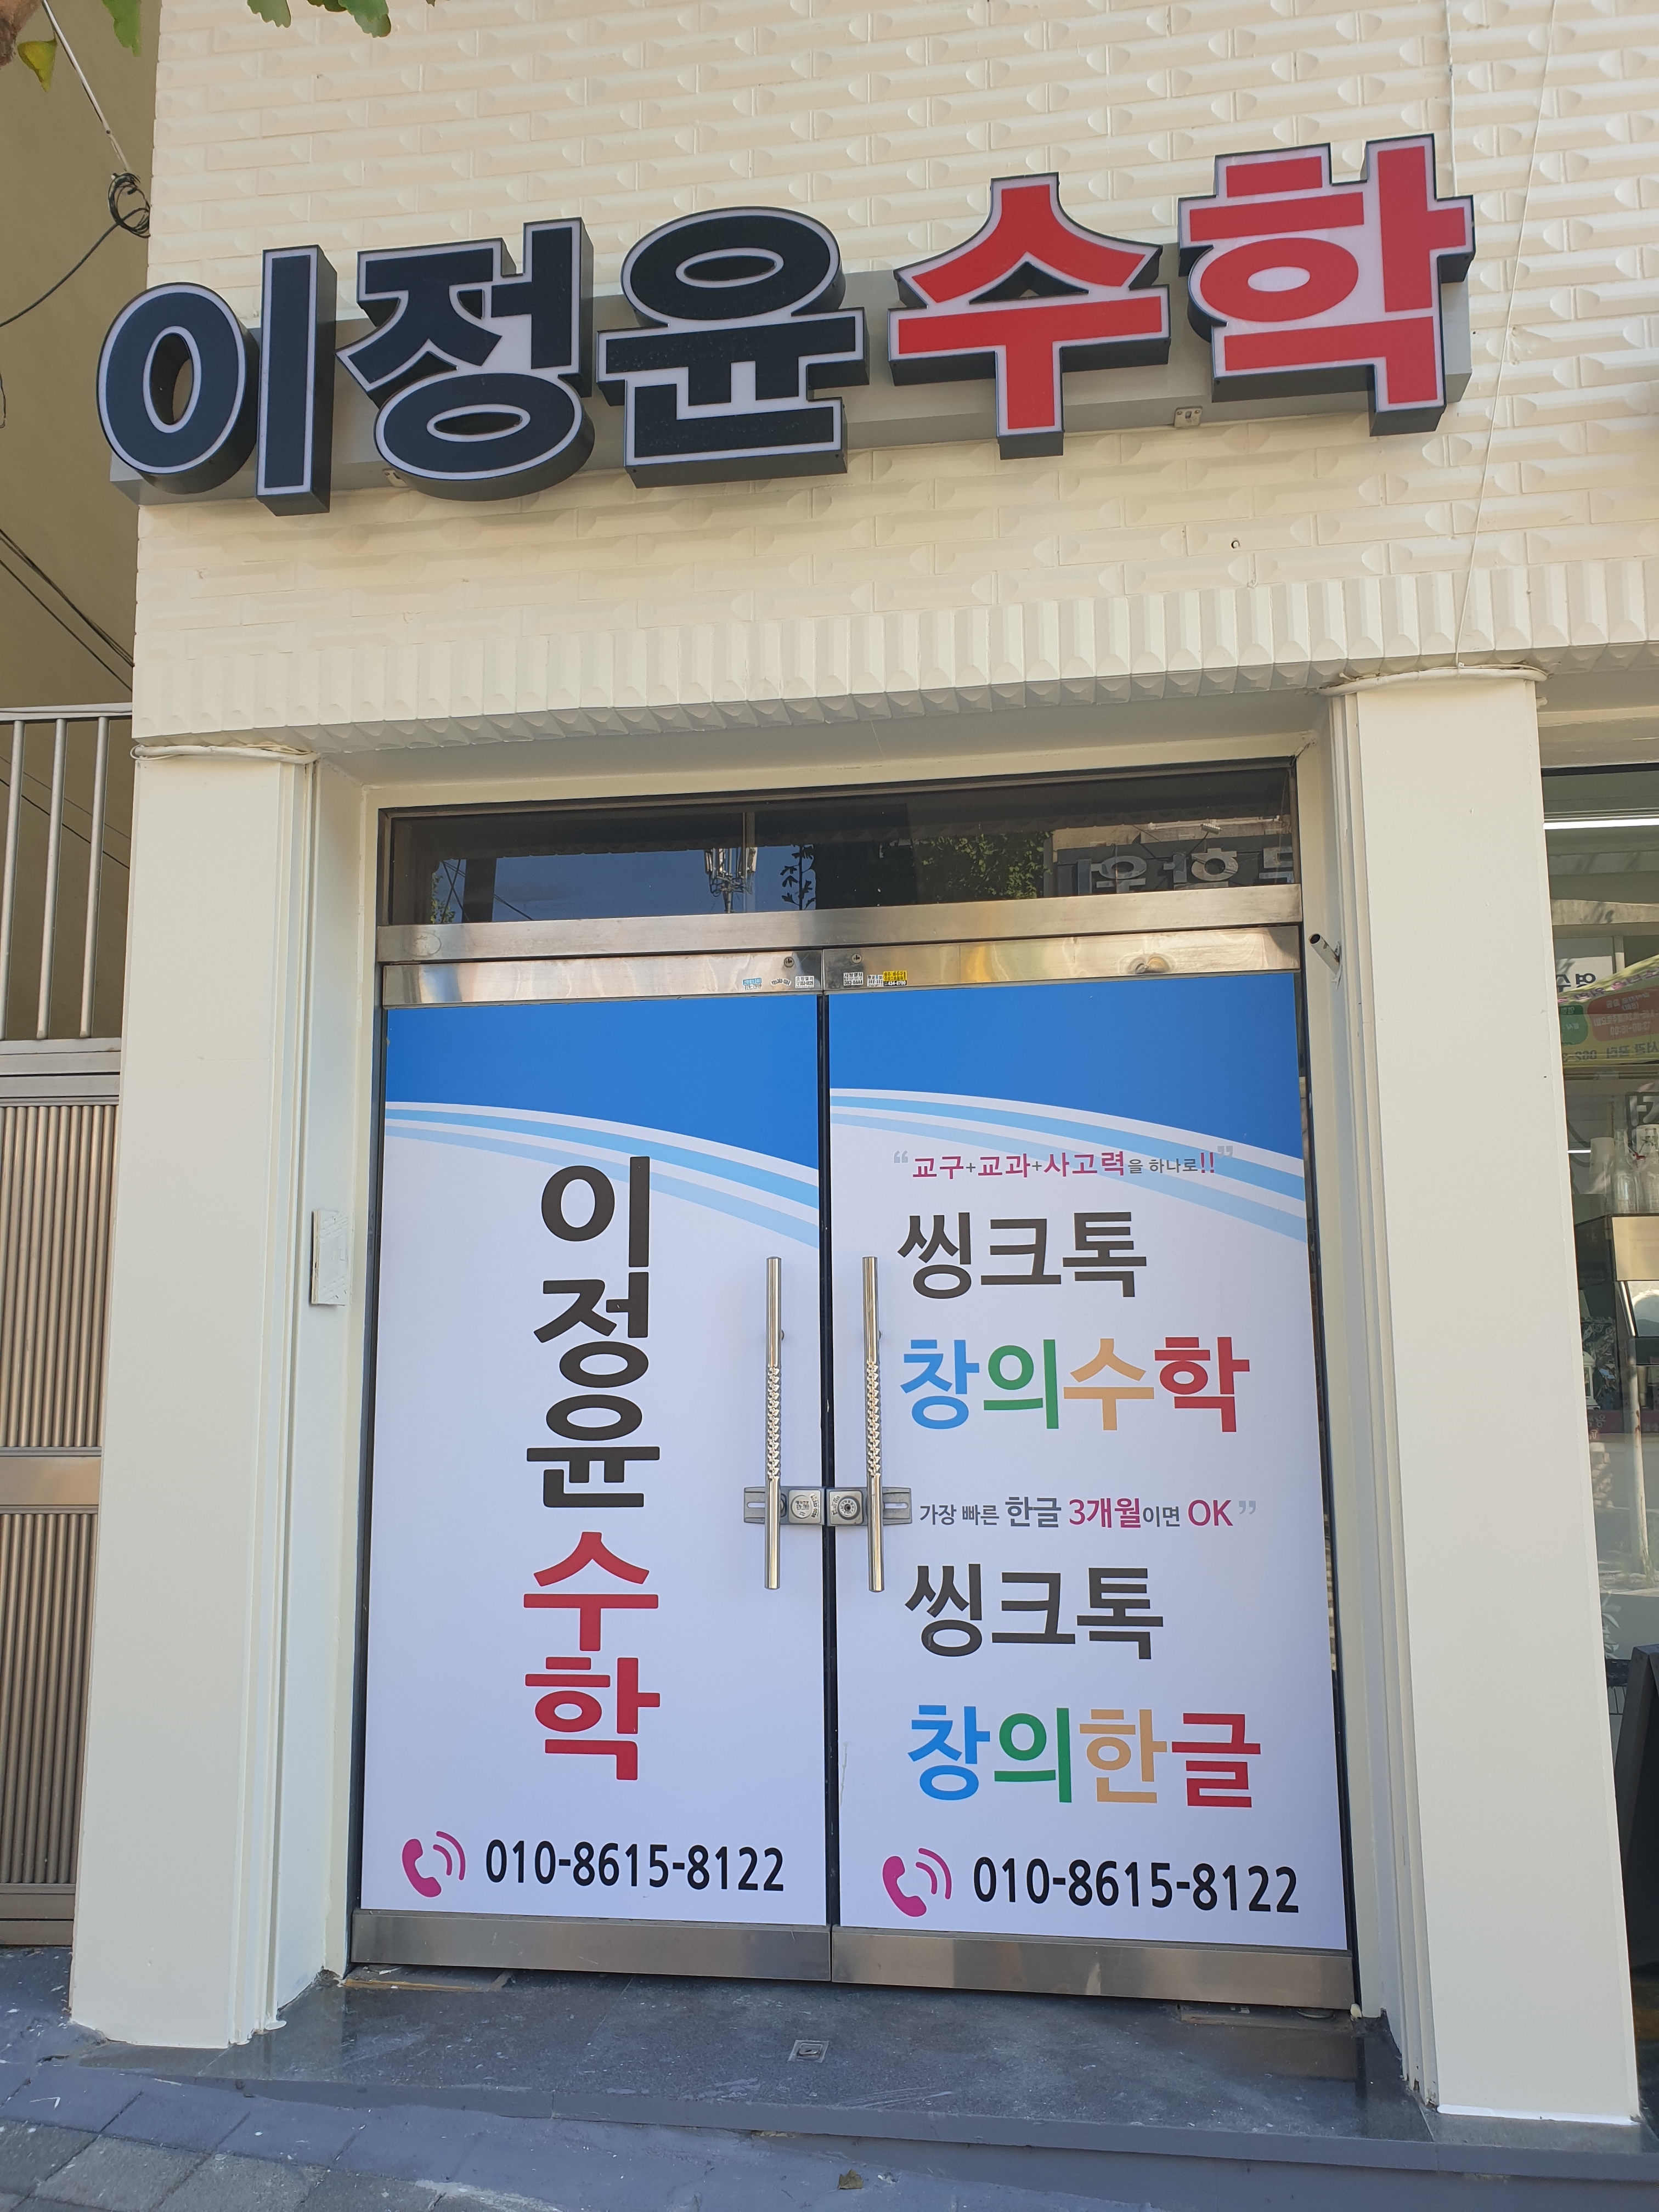 이정윤수학
이정윤수학
010-8615-8122
“교구+교과+사고력을 하나로!!”
씽크톡
창의수학
가장 빠른 한글 3개월이면 OK”
씽크톡
창의한글
010-8615-8122